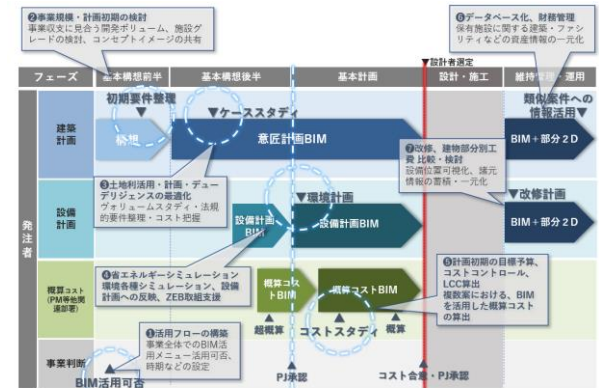 ❷事業規模・計画初期の検討
事業収支に見合う開発ボリューム、施設グ
レードの検討、コンセプトイメージの共有
❻データベース化、財務管理
保有施設に関する建築・ファシ
リティなどの資産情報の一元化
▼設計者選定
フェーズ
基本構想前半
基本構想後半
基本計画
設計・施工
維持管理・運用
発注者
建築
計画
初期要件整理
▼
構想
▼ケーススタディ
意匠計画BIM
類似案件への
情報活用▼
BIM+部分2D
❼改修、建物部分別工
費 比較・検討
設備位置可視化、諸元
情報の蓄積・一元化
❸土地利活用・計画・デュー
デリジェンスの最適化
ヴォリュームスタディ・法規
的要件整理・コスト把握
設備
計画
▼環境計画
設備計画
BIM
設備計画BIM
▼改修計画
BIM+部分2D
❹省エネルギーシミュレーション
環境各種シミュレーション、設備
計画への反映、ZEB取組支援
❺計画初期の目標予算、
コストコントロール、
LCC算出
複数案における、BIM
を活用した概算コスト
の算出
概算コスト
(PM等他関
連部署)
概算コス
トBIM
概算コストBIM
▲
超概算
▲
コストスタディ
▲
概算
❶活用フローの構築
事業全体でのBIM活
用メニュー活用可否、
時期などの設定
事業判断
▲
BIM活用可否
▲
PJ承認
▲
コスト合意・PJ承認